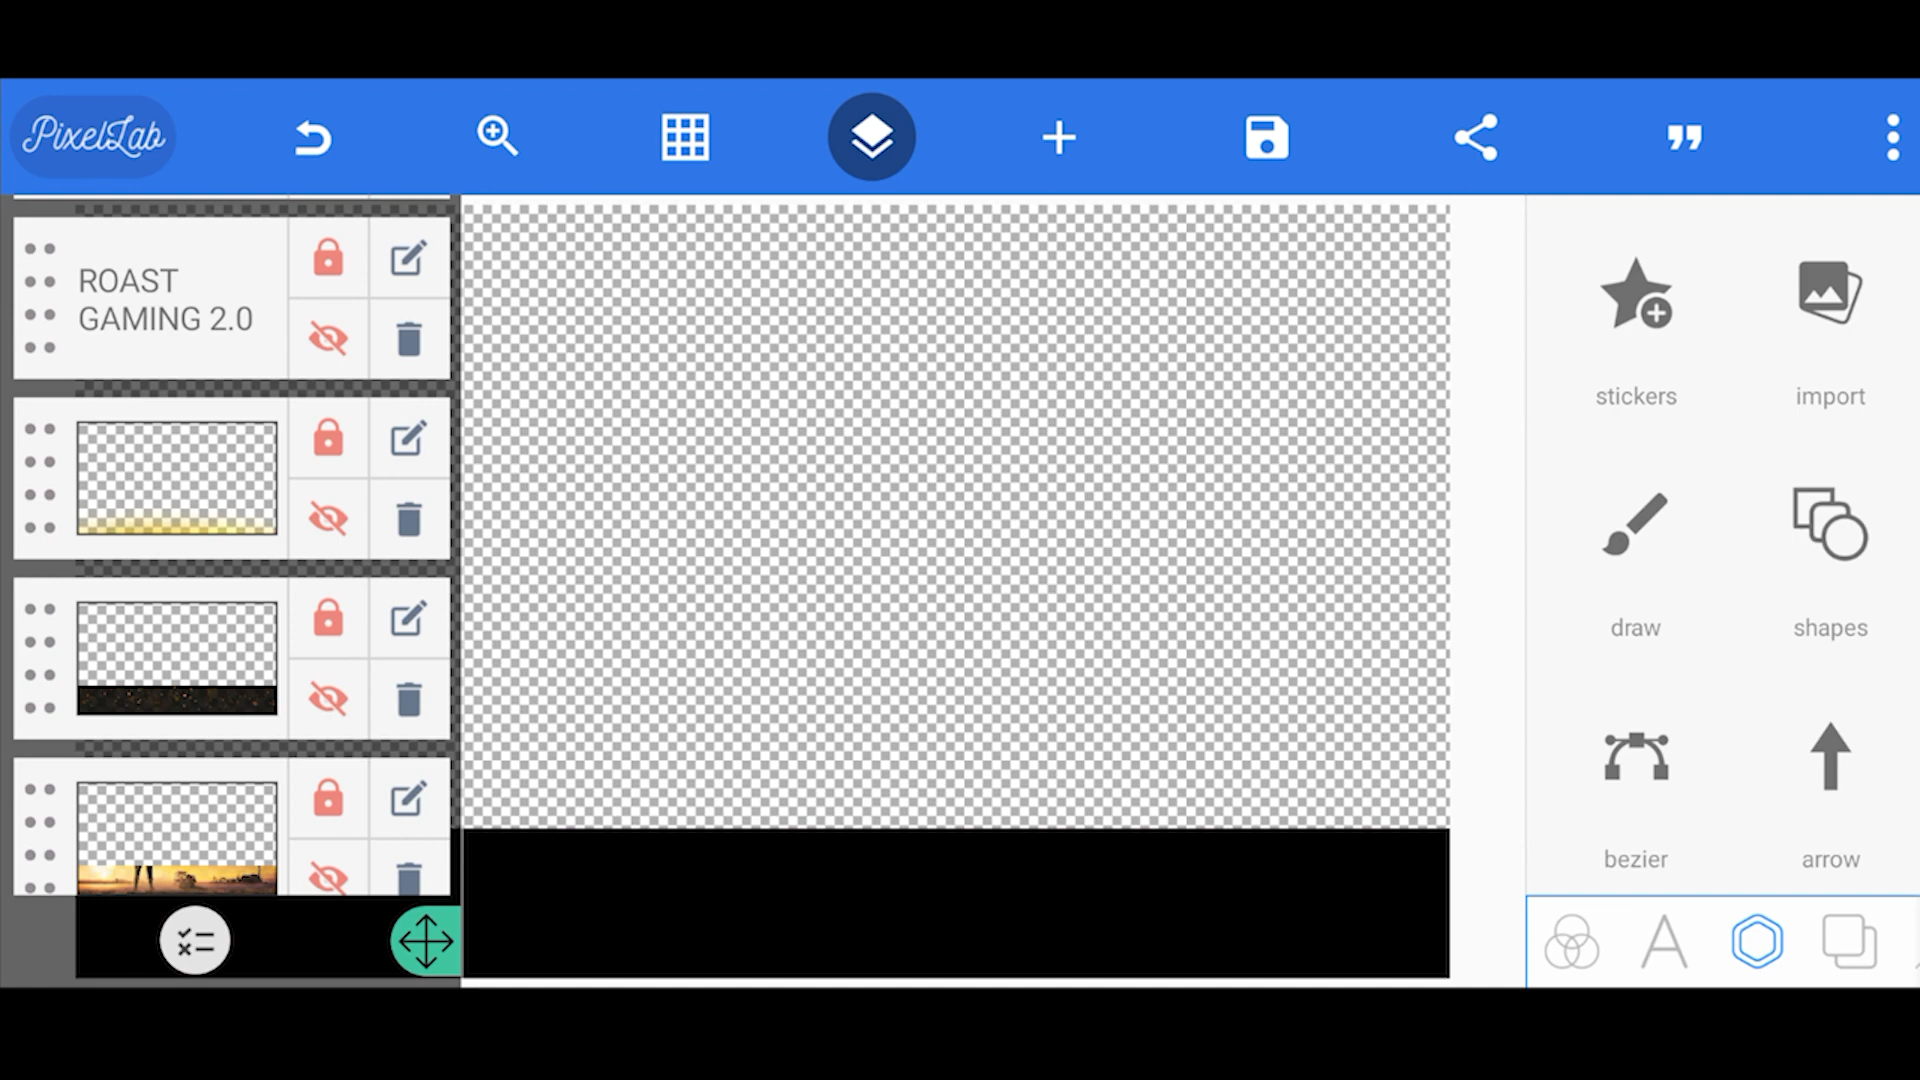 PixelLab
ROAST
GAMING 2.0
stickers
import
draw
shapes
bezier
arrow